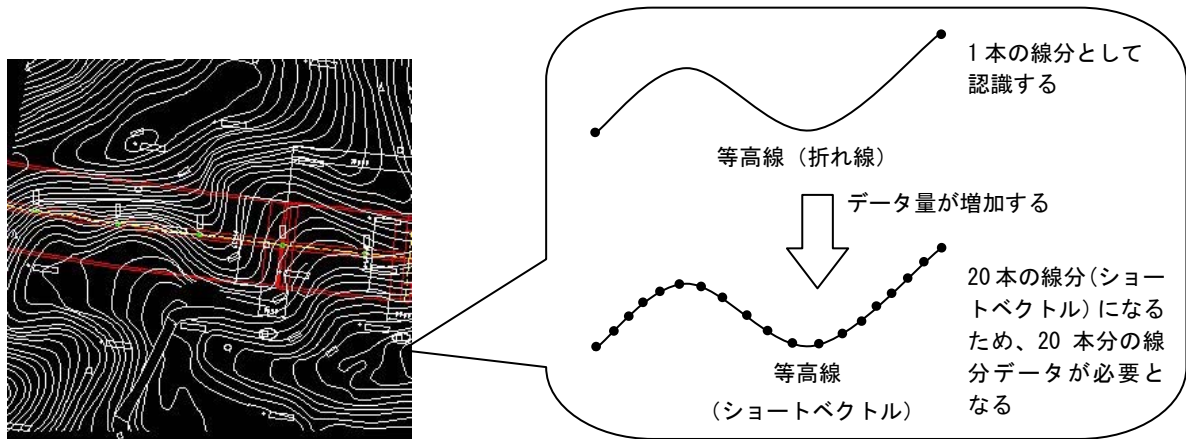 1本の線分として
認識する
等高線（折れ線）
データ量が増加する
20本の線分（ショー
トベクトル）になる
ため、20 本分の線
分データが必要と
なる
等高線
（ショートベクトル）